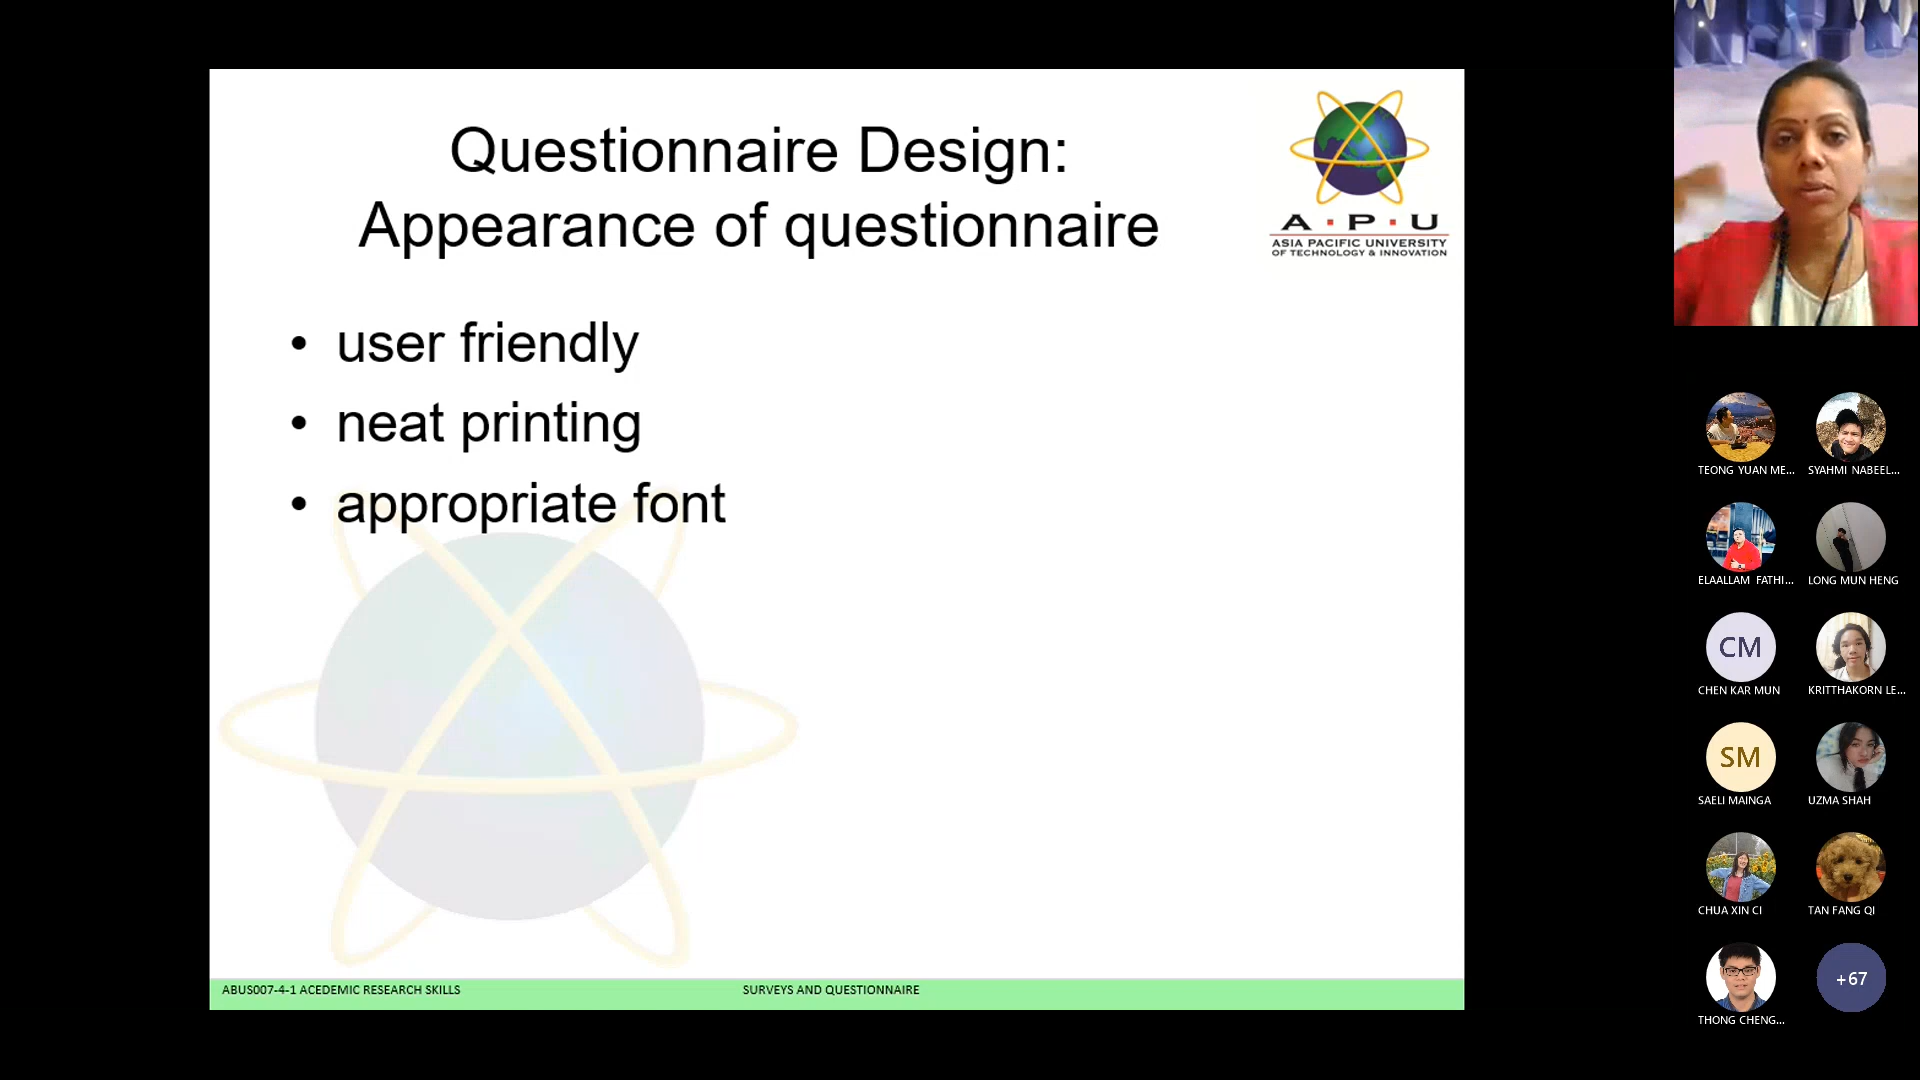 Questionnaire Design:
Appearance of questionnaire
A·P·U
ASIA PACIFIC UNIVERSITY
OF TECHNOLOGY & INNOVATION
• user friendly
• neat printing
• appropriate font
ABUS007-4-1 ACEDEMIC RESEARCH SKILLS
SURVEYS AND QUESTIONNAIRE
TEONG YUAN ME...
SYAHMI NABEEL...
ELAALLAM FATHI...
LONG MUN HENG
CM
CHEN KAR MUN
KRITTHAKORN LE...
SM
SAELI MAINGA
UZMA SHAH
CHUA XIN CI
TAN FANG QI
THONG CHENG...
+67